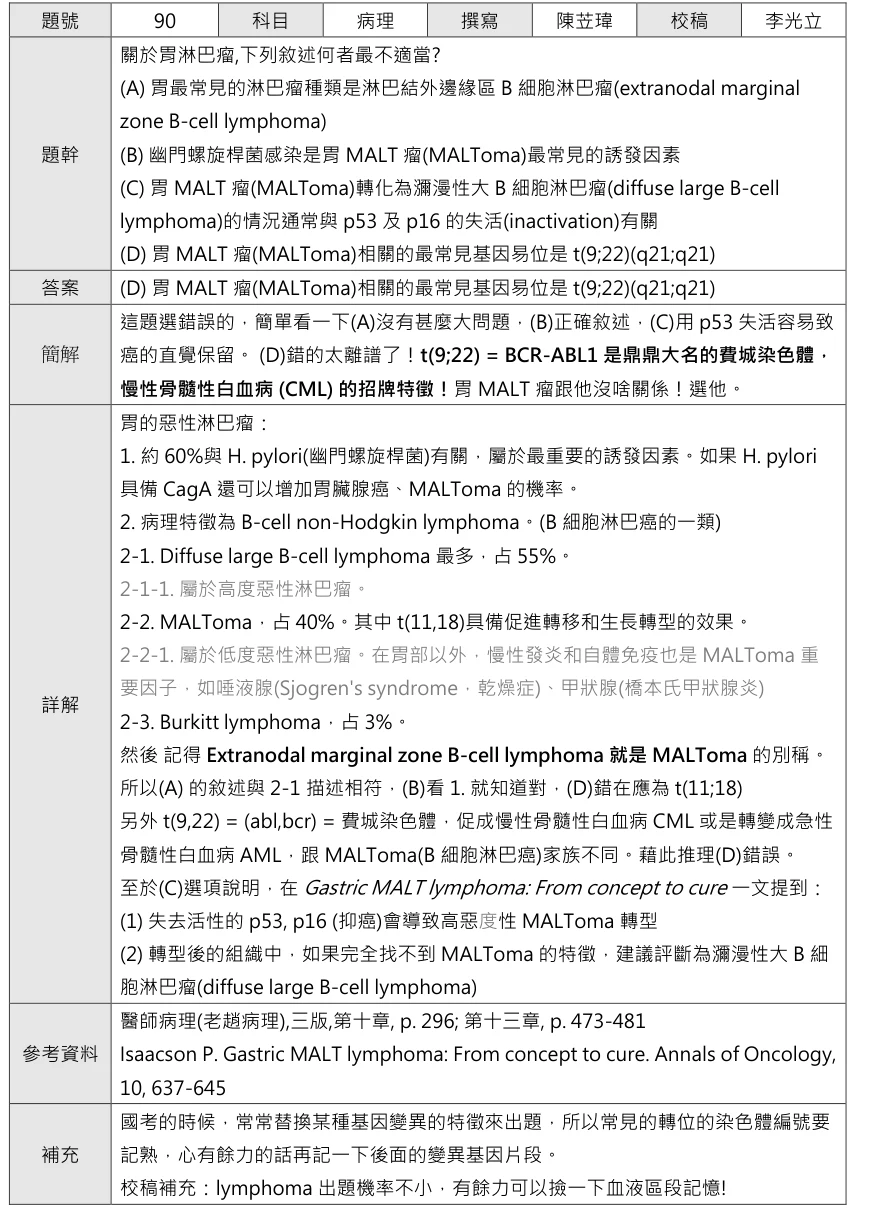 題號 90 科目 病理 撰寫 陳苙瑋 校稿 李光立
題幹
關於胃淋巴瘤,下列敘述何者最不適當?
(A) 胃最常見的淋巴瘤種類是淋巴結外邊緣區 B 細胞淋巴瘤(extranodal marginal
zone B-cell lymphoma)
(B) 幽門螺旋桿菌感染是胃 MALT 瘤(MALToma)最常見的誘發因素
(C) 胃 MALT 瘤(MALToma)轉化為瀰漫性大 B 細胞淋巴瘤(diffuse large B-cell
lymphoma)的情況通常與 p53 及 p16 的失活(inactivation)有關
(D) 胃 MALT 瘤(MALToma)相關的最常見基因易位是 t(9;22)(q21;q21)
答案
(D) 胃 MALT 瘤(MALToma)相關的最常見基因易位是 t(9;22)(q21;q21)
簡解
這題選錯誤的，簡單看一下(A)沒有甚麼大問題，(B)正確敘述，(C)用 p53 失活容易致
癌的直覺保留。 (D)錯的太離譜了！t(9;22) = BCR-ABL1 是鼎鼎大名的費城染色體，
慢性骨髓性白血病 (CML) 的招牌特徵！胃 MALT 瘤跟他沒啥關係！選他。
詳解
胃的惡性淋巴瘤：
1. 約 60%與 H. pylori(幽門螺旋桿菌)有關，屬於最重要的誘發因素。如果 H. pylori
具備 CagA 還可以增加胃臟腺癌、MALToma 的機率。
2. 病理特徵為 B-cell non-Hodgkin lymphoma。(B 細胞淋巴癌的一類)
2-1. Diffuse large B-cell lymphoma 最多，占 55%。
2-1-1. 屬於高度惡性淋巴瘤。
2-2. MALToma，占 40%。其中 t(11,18)具備促進轉移和生長轉型的效果。
2-2-1. 屬於低度惡性淋巴瘤。在胃部以外，慢性發炎和自體免疫也是 MALToma 重
要因子，如唾液腺(Sjogren's syndrome，乾燥症)、甲狀腺(橋本氏甲狀腺炎)
2-3. Burkitt lymphoma，占 3%。
然後 記得 Extranodal marginal zone B-cell lymphoma 就是 MALToma 的別稱。
所以(A) 的敘述與 2-1 描述相符，(B)看 1. 就知道對，(D)錯在應為 t(11;18)
另外 t(9,22) = (abl,bcr) = 費城染色體，促成慢性骨髓性白血病 CML 或是轉變成急性
骨髓性白血病 AML，跟 MALToma(B 細胞淋巴癌)家族不同。藉此推理(D)錯誤。
至於(C)選項說明，在 Gastric MALT lymphoma: From concept to cure 一文提到：
(1) 失去活性的 p53, p16 (抑癌)會導致高惡度性 MALToma 轉型
(2) 轉型後的組織中，如果完全找不到 MALToma 的特徵，建議評斷為瀰漫性大 B 細
胞淋巴瘤(diffuse large B-cell lymphoma)
參考資料
醫師病理(老趙病理),三版,第十章, p. 296; 第十三章, p. 473-481
Isaacson P. Gastric MALT lymphoma: From concept to cure. Annals of Oncology,
10, 637-645
補充
國考的時候，常常替換某種基因變異的特徵來出題，所以常見的轉位的染色體編號要
記熟，心有餘力的話再記一下後面的變異基因片段。
校稿補充：lymphoma 出題機率不小，有餘力可以撿一下血液區段記憶!